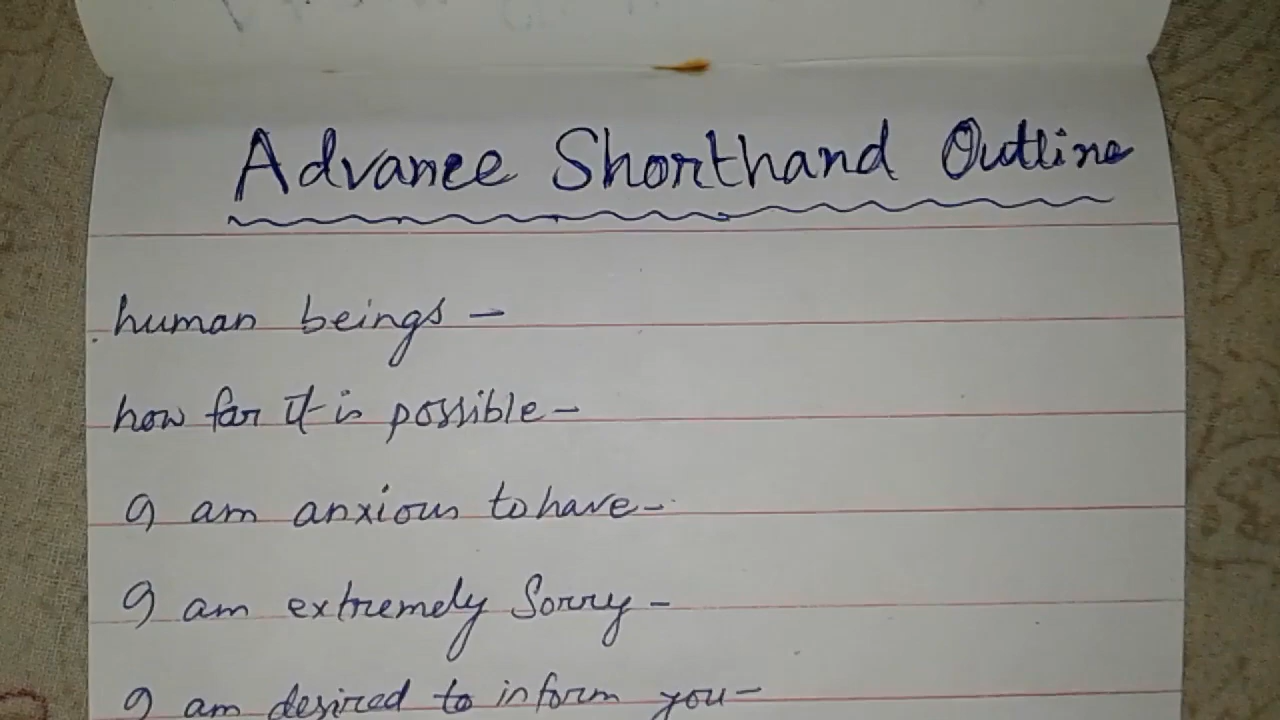 Advance Shorthand Outline
human beings -
how far it is possible -
I am anxious to have -
I am extremely Sorry -
I am desired to inform you -